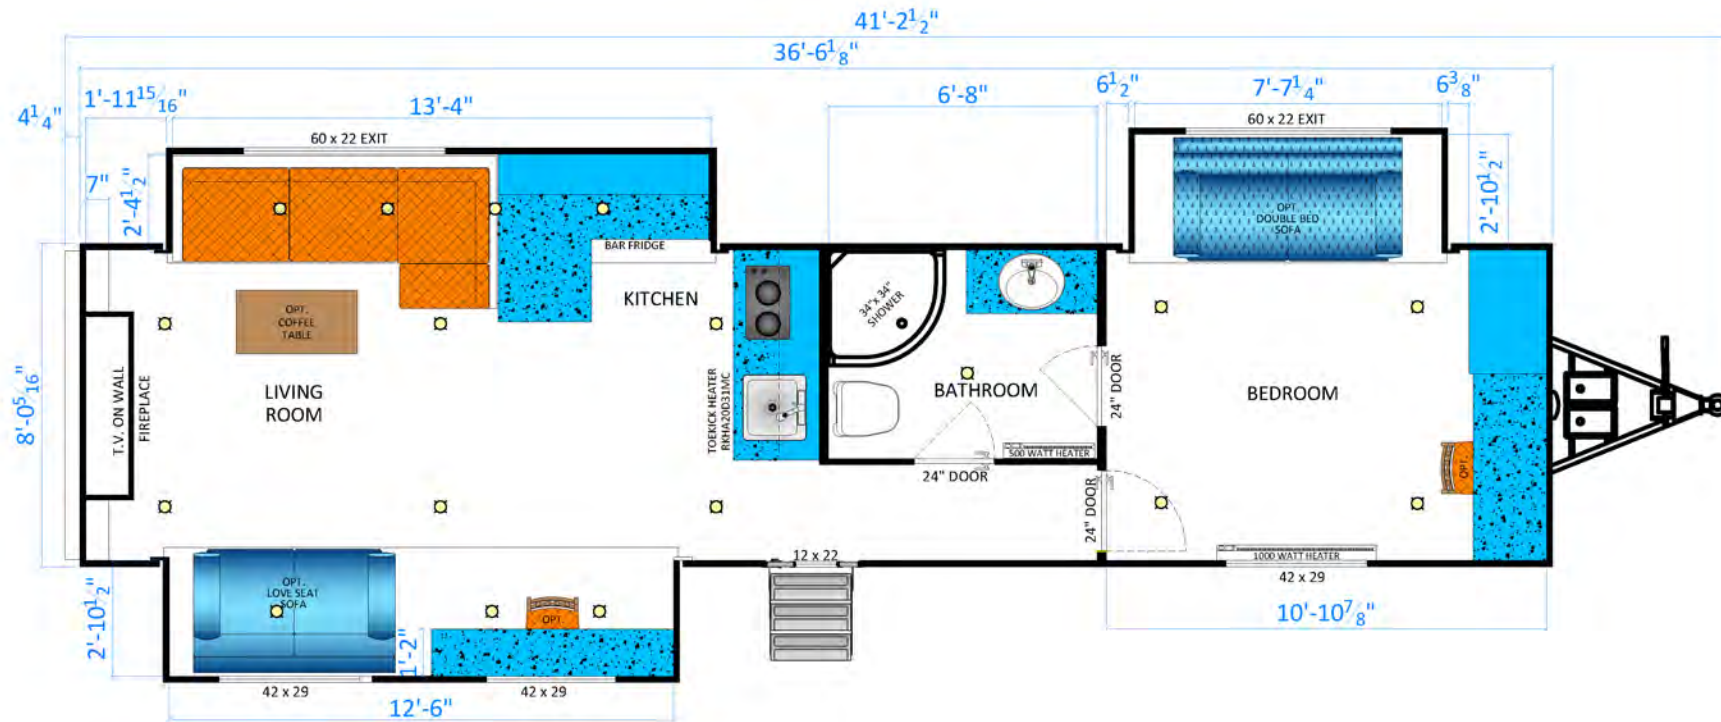 41'-2 1/2"
36'-6 1/8"
4 1/4"
1'-11 15/16"
13'-4"
6'-8"
6 1/2"
7'-7 1/4"
6 3/8"
60 x 22 EXIT
60 x 22 EXIT
7"
2'-4 1/2"
2'-10 1/2"
OPT.
DOUBLE BED
SOFA
BAR FRIDGE
KITCHEN
34"x 34"
SHOWER
OPT.
COFFEE
TABLE
8'-0 5/16"
T.V. ON WALL
FIREPLACE
LIVING
ROOM
TOEKICK HEATER
RKHA20D31MC
BATHROOM
24" DOOR
BEDROOM
500 WATT HEATER
24" DOOR
24" DOOR
OPT.
12 x 22
1000 WATT HEATER
42 x 29
OPT.
LOVE SEAT
SOFA
OPT.
2'-10 1/2"
1'-2"
10'-10 7/8"
42 x 29
42 x 29
12'-6"